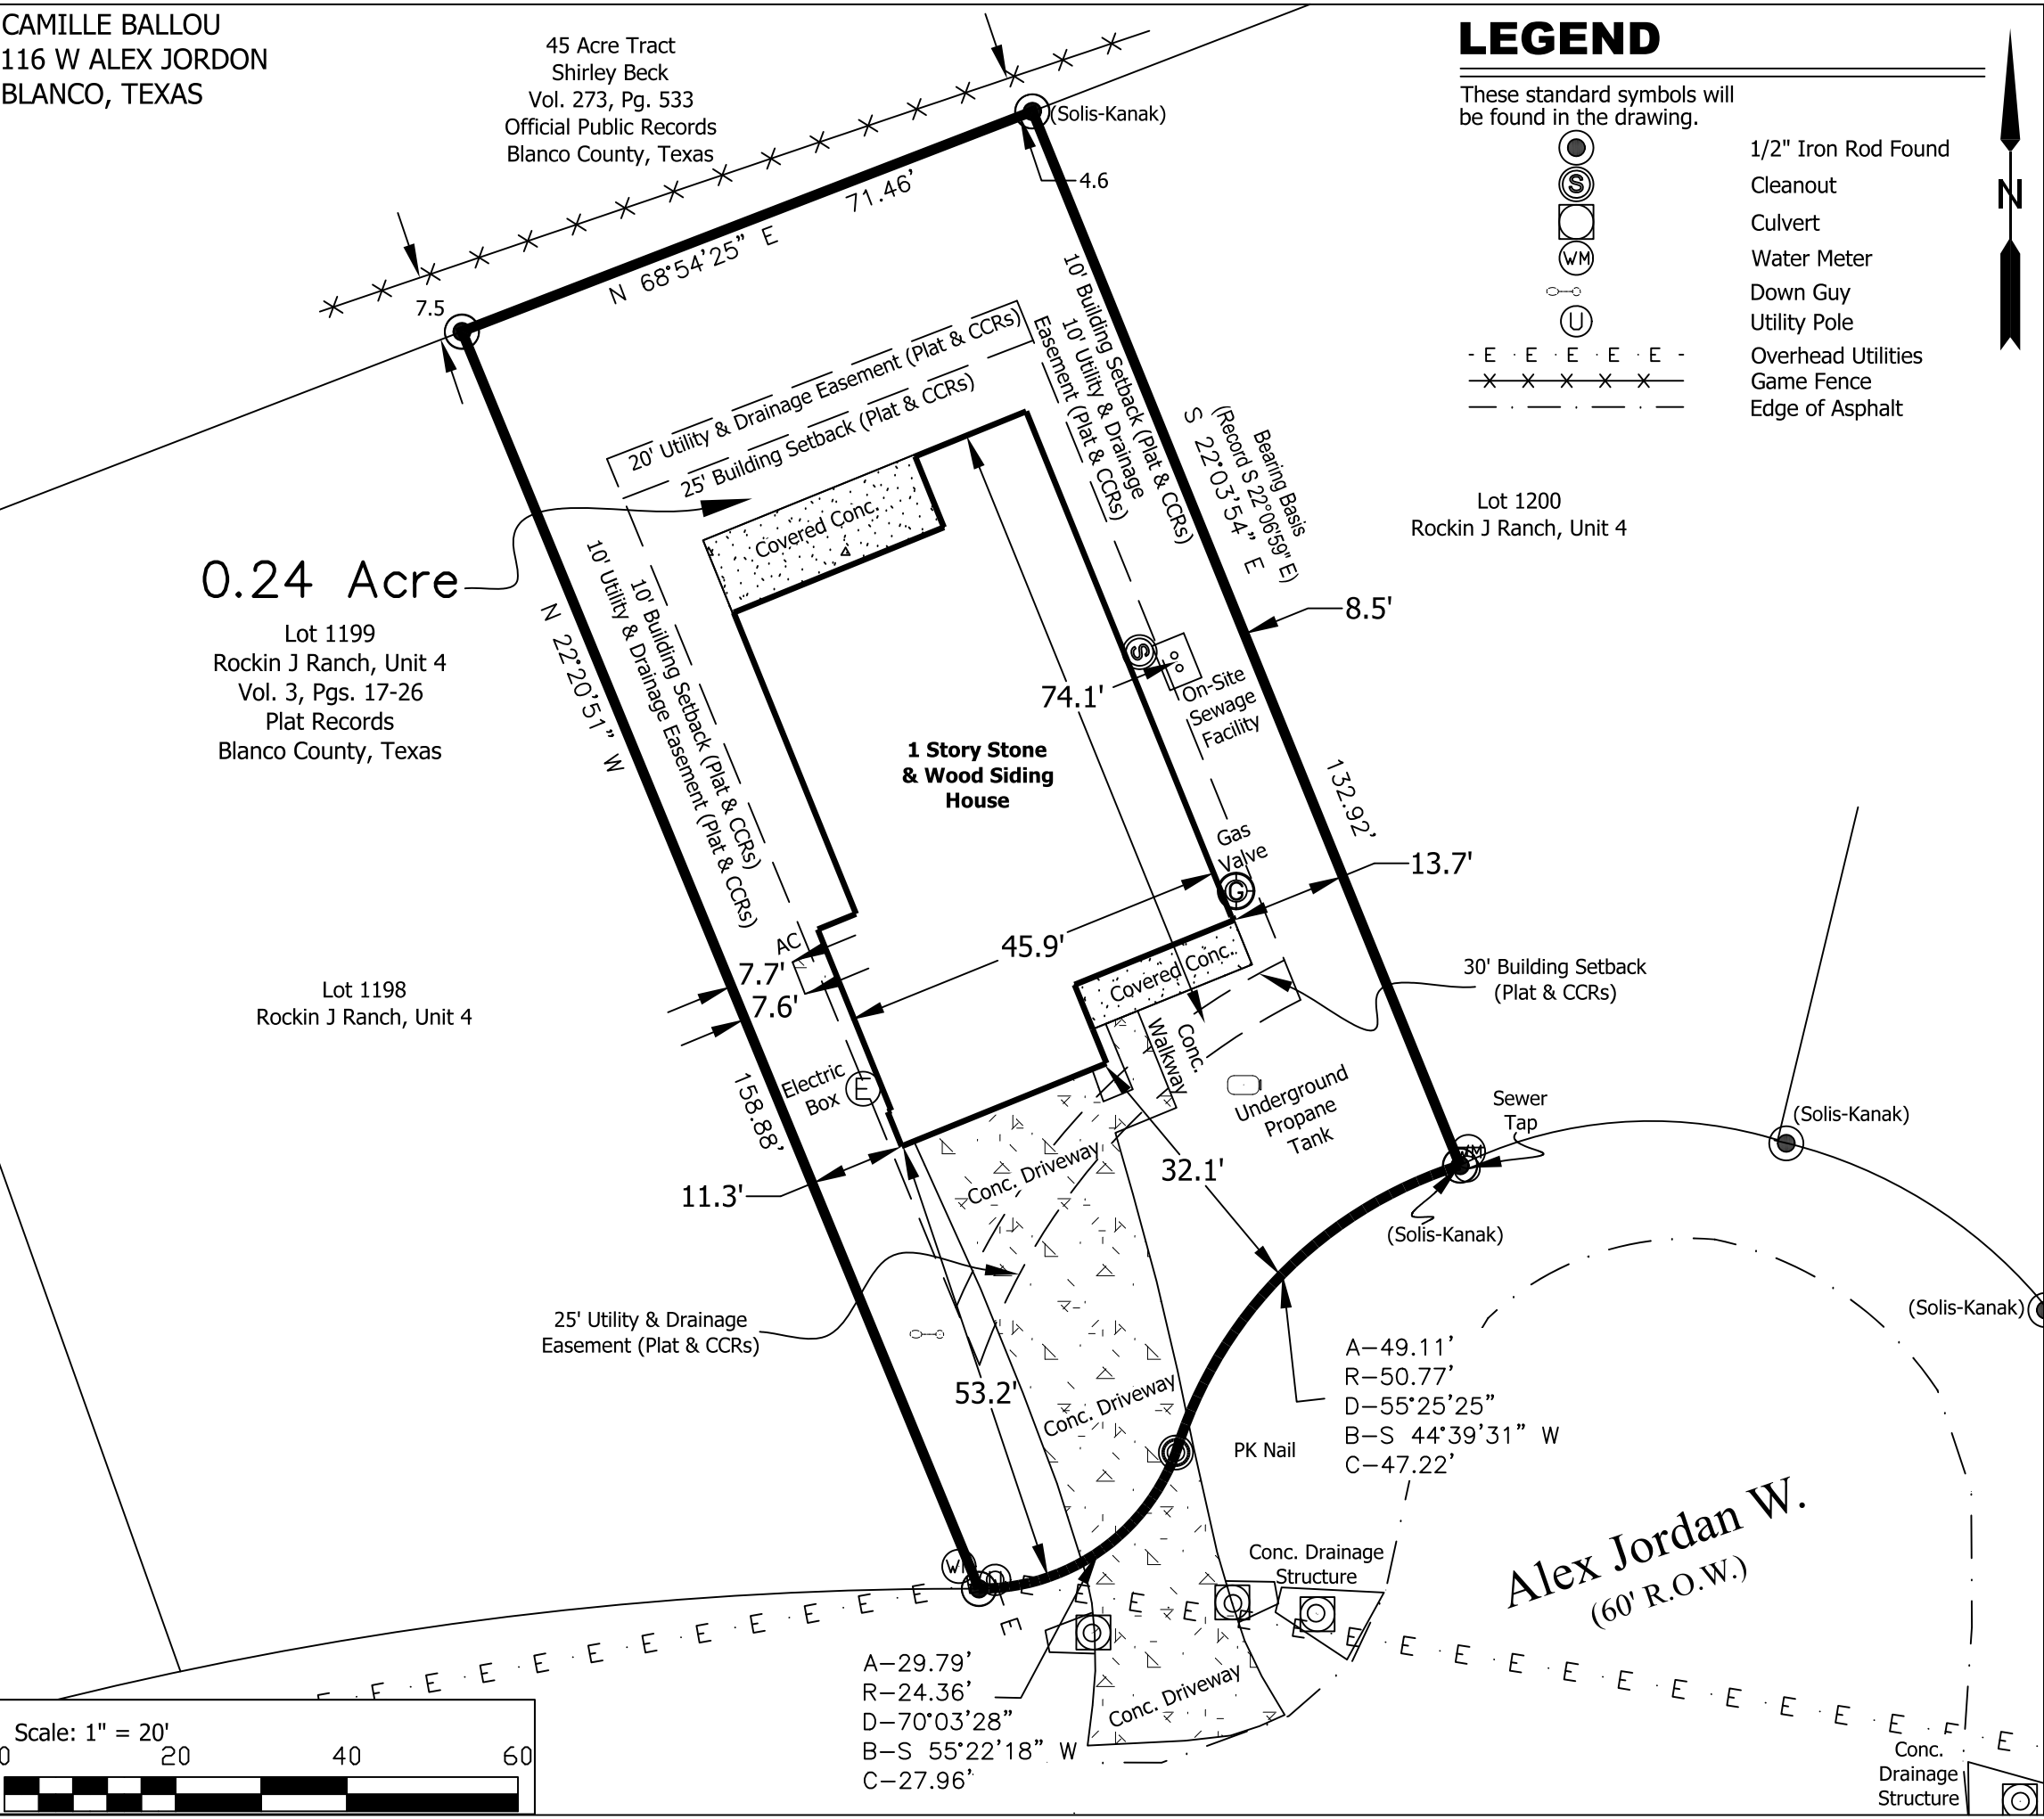 CAMILLE BALLOU
116 W ALEX JORDON
BLANCO, TEXAS
45 Acre Tract
Shirley Beck
Vol. 273, Pg. 533
Official Public Records
Blanco County, Texas
(Solis-Kanak)
4.6
71.46'
N 68°54'25" E
7.5
LEGEND
These standard symbols will
be found in the drawing.
1/2" Iron Rod Found
S
Cleanout
Culvert
WM
Water Meter
Down Guy
U
Utility Pole
- E · E · E · E · E -
Overhead Utilities
Game Fence
Edge of Asphalt
N
20' Utility & Drainage Easement (Plat & CCRs)
25' Building Setback (Plat & CCRs)
10' Building Setback (Plat & CCRs)
10' Utility & Drainage
Easement (Plat & CCRs)
Bearing Basis
(Record S 22°06'59" E)
S 22°03'54" E
Lot 1200
Rockin J Ranch, Unit 4
Covered Conc.
0.24 Acre
Lot 1199
Rockin J Ranch, Unit 4
Vol. 3, Pgs. 17-26
Plat Records
Blanco County, Texas
N 22°20'51" W
10' Building Setback (Plat & CCRs)
10' Utility & Drainage Easement (Plat & CCRs)
8.5'
S
74.1'
On-Site
Sewage
Facility
1 Story Stone
& Wood Siding
House
132.92'
Gas
Valve
G
13.7'
AC
7.7'
7.6'
45.9'
Covered Conc.
30' Building Setback
(Plat & CCRs)
Lot 1198
Rockin J Ranch, Unit 4
Conc.
Walkway
Electric
Box
E
158.88'
Underground
Propane
Tank
Sewer
Tap
(Solis-Kanak)
Conc. Driveway
32.1'
11.3'
(Solis-Kanak)
(Solis-Kanak)
25' Utility & Drainage
Easement (Plat & CCRs)
53.2'
Conc. Driveway
PK Nail
A-49.11'
R-50.77'
D-55°25'25"
B-S 44°39'31" W
C-47.22'
Alex Jordan W.
(60' R.O.W.)
Conc. Drainage
Structure
E E E E E E E E E E E E
E E E E E E E E E E E E E E E E E
E
A-29.79'
R-24.36'
D-70°03'28"
B-S 55°22'18" W
C-27.96'
Conc. Driveway
Conc.
Drainage
Structure
Scale: 1" = 20'
0 20 40 60